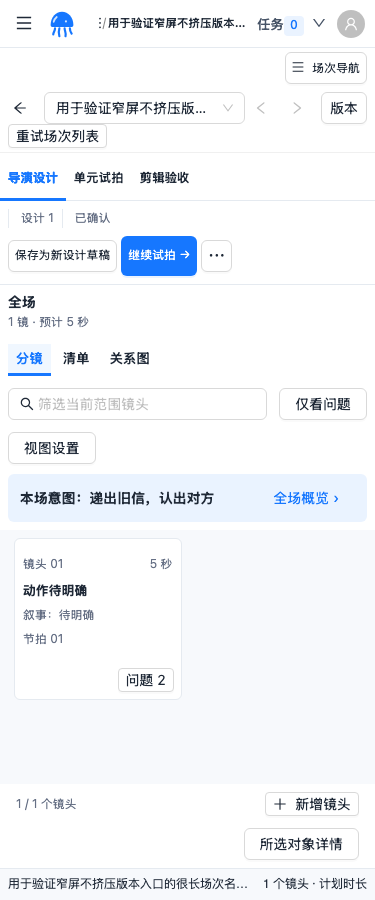 / 用于验证窄屏不挤压版本... 任务 0
场次导航
用于验证窄屏不挤压版... 版本
重试场次列表
导演设计 单元试拍 剪辑验收
设计 1 已确认
保存为新设计草稿 继续试拍 → ···
全场
1 镜 · 预计 5 秒
分镜 清单 关系图
筛选当前范围镜头 仅看问题
视图设置
本场意图：递出旧信，认出对方 全场概览 ›
镜头 01 5 秒
动作待明确
叙事：待明确
节拍 01
问题 2
1 / 1 个镜头 + 新增镜头
所选对象详情
用于验证窄屏不挤压版本入口的很长场次名... 1 个镜头 · 计划时长